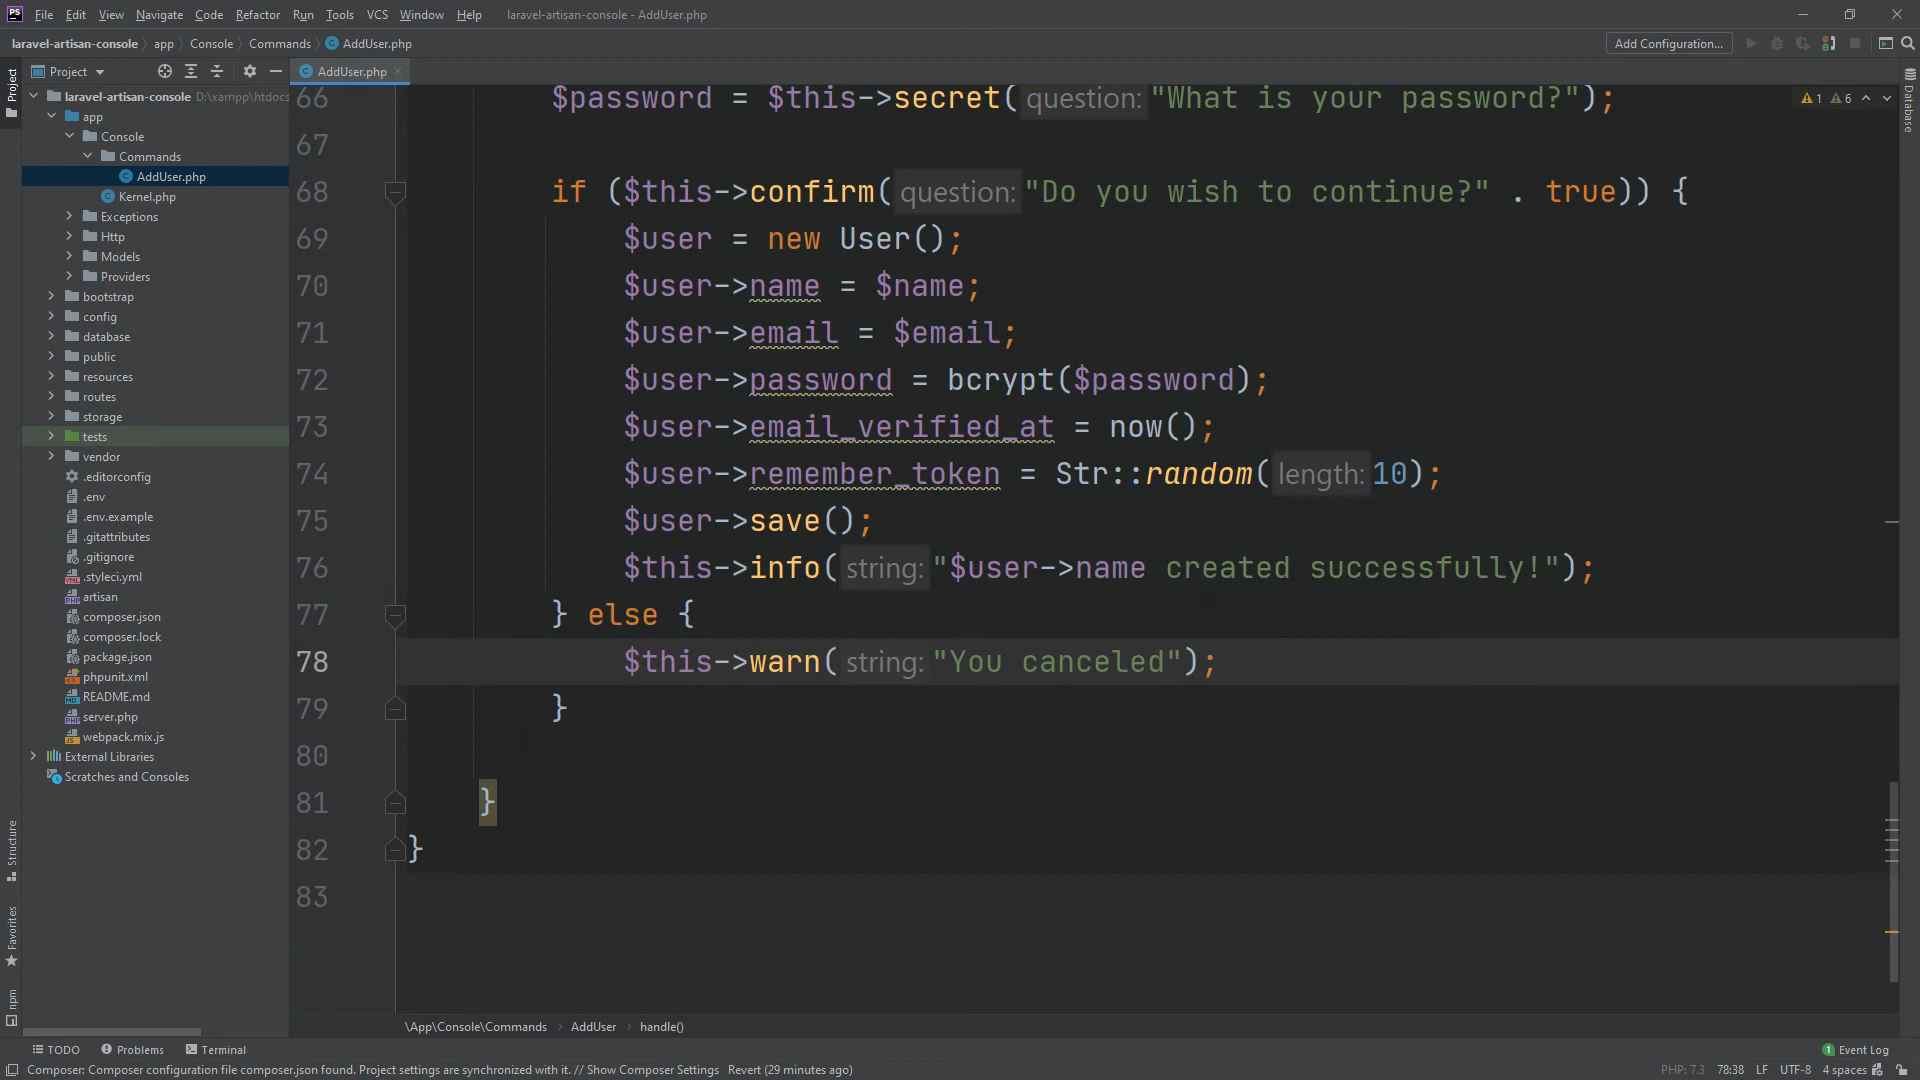 PS File Edit View Navigate Code Refactor Run Tools VCS Window Help laravel-artisan-console - AddUser.php
laravel-artisan-console app Console Commands AddUser.php Add Configuration...
Project
Project
AddUser.php
laravel-artisan-console D:\xampp\htdocs
app
Console
Commands
AddUser.php
Kernel.php
Exceptions
Http
Models
Providers
bootstrap
config
database
public
resources
routes
storage
tests
vendor
.editorconfig
.env
.env.example
.gitattributes
.gitignore
.styleci.yml
artisan
composer.json
composer.lock
package.json
phpunit.xml
README.md
server.php
webpack.mix.js
External Libraries
Scratches and Consoles
Structure
Favorites
npm
66 $password = $this->secret( question: "What is your password?");
67
68 if ($this->confirm( question: "Do you wish to continue?" . true)) {
69 $user = new User();
70 $user->name = $name;
71 $user->email = $email;
72 $user->password = bcrypt($password);
73 $user->email_verified_at = now();
74 $user->remember_token = Str::random( length: 10);
75 $user->save();
76 $this->info( string: "$user->name created successfully!");
77 } else {
78 $this->warn( string: "You canceled");
79 }
80
81 }
82 }
83
1 6
Database
\App\Console\Commands AddUser handle()
TODO Problems Terminal 1 Event Log
Composer: Composer configuration file composer.json found. Project settings are synchronized with it. // Show Composer Settings Revert (29 minutes ago) PHP: 7.3 78:38 LF UTF-8 4 spaces